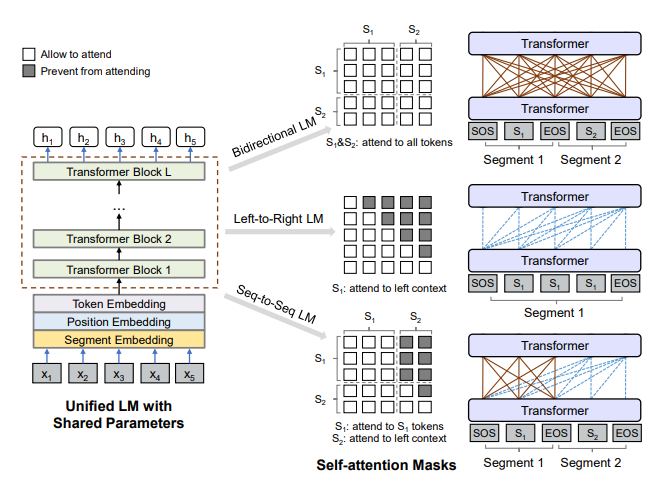 Allow to attend
Prevent from attending
h1 h2 h3 h4 h5
Transformer Block L
...
Transformer Block 2
Transformer Block 1
Token Embedding
Position Embedding
Segment Embedding
x1 x2 x3 x4 x5
Unified LM with
Shared Parameters
Bidirectional LM
Left-to-Right LM
Seq-to-Seq LM
S1 S2
S1
S2
S1&S2: attend to all tokens
S1: attend to left context
S1 S2
S1
S2
S1: attend to S1 tokens
S2: attend to left context
Self-attention Masks
Transformer
Transformer
SOS S1 EOS S2 EOS
Segment 1 Segment 2
Transformer
Transformer
SOS S1 S1 S1 EOS
Segment 1
Transformer
Transformer
SOS S1 EOS S2 EOS
Segment 1 Segment 2